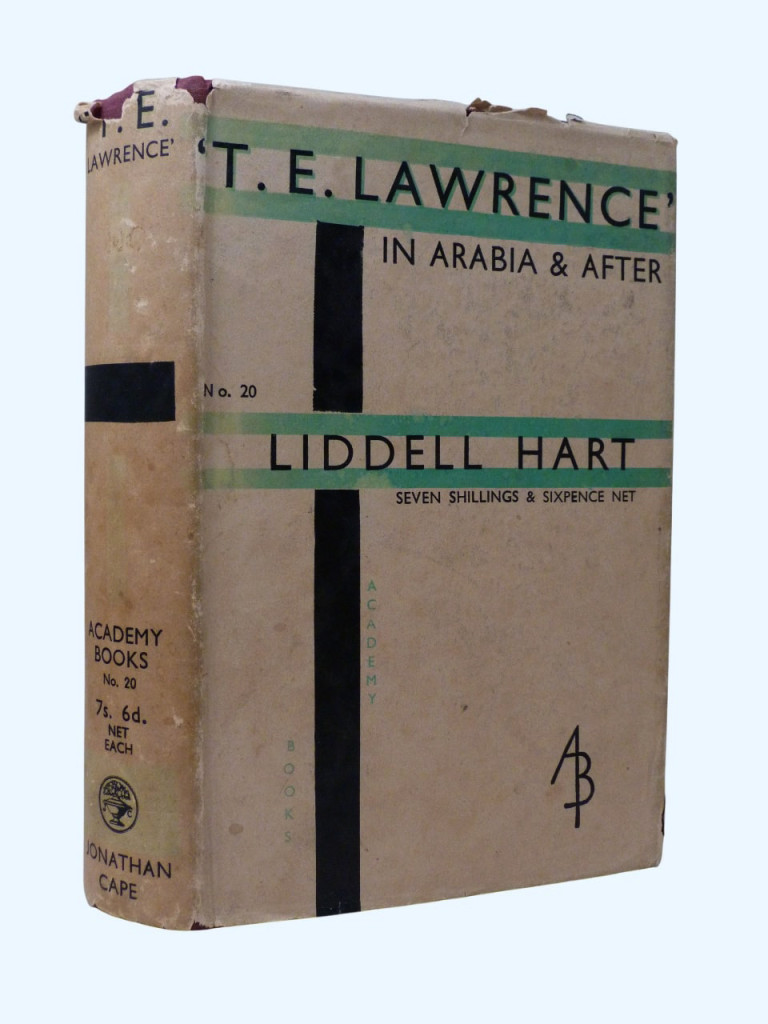 'T. E.
LAWRENCE'
JC
ACADEMY
BOOKS
No. 20
7s. 6d.
NET
EACH
JONATHAN
CAPE
'T. E. LAWRENCE'
IN ARABIA & AFTER
No. 20
LIDDELL HART
SEVEN SHILLINGS & SIXPENCE NET
ACADEMY
BOOKS
AB